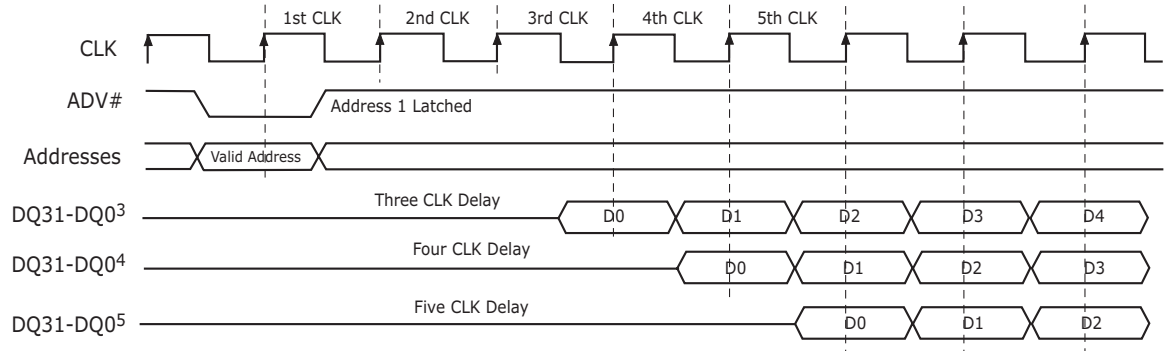 1st CLK 2nd CLK 3rd CLK 4th CLK 5th CLK
CLK
ADV# Address 1 Latched
Addresses Valid Address
DQ31-DQ0³ Three CLK Delay D0 D1 D2 D3 D4
DQ31-DQ0⁴ Four CLK Delay D0 D1 D2 D3
DQ31-DQ0⁵ Five CLK Delay D0 D1 D2